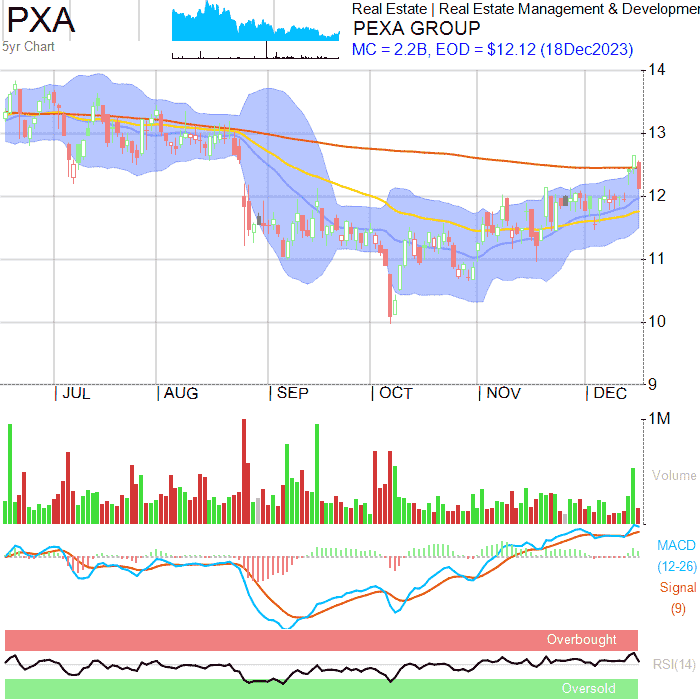 PXA
5yr Chart
Real Estate | Real Estate Management & Developmen
PEXA GROUP
MC = 2.2B, EOD = $12.12 (18Dec2023)
14
13
12
11
10
9
JUL AUG SEP OCT NOV DEC
1M
Volume
MACD
(12-26)
Signal
(9)
Overbought
RSI(14)
Oversold